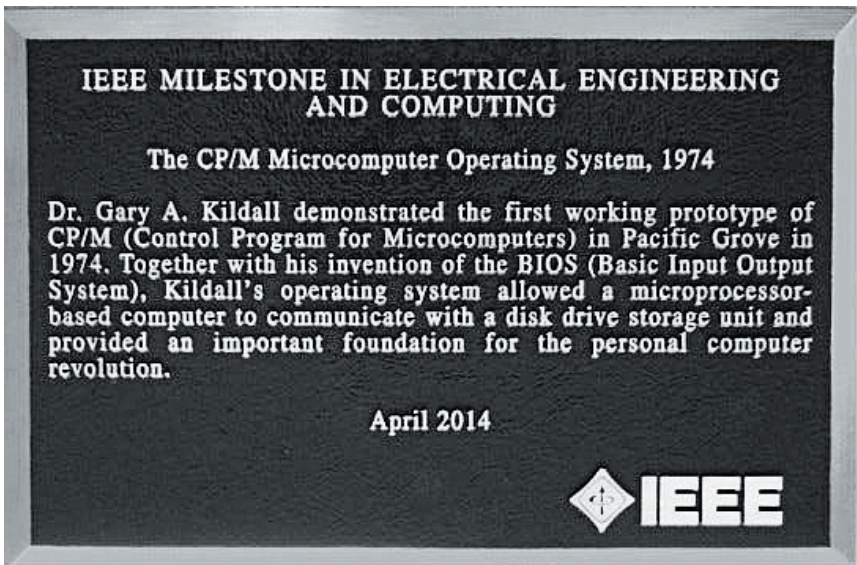 IEEE MILESTONE IN ELECTRICAL ENGINEERING
AND COMPUTING
The CP/M Microcomputer Operating System, 1974
Dr. Gary A. Kildall demonstrated the first working prototype of
CP/M (Control Program for Microcomputers) in Pacific Grove in
1974. Together with his invention of the BIOS (Basic Input Output
System), Kildall's operating system allowed a microprocessor-
based computer to communicate with a disk drive storage unit and
provided an important foundation for the personal computer
revolution.
April 2014
IEEE